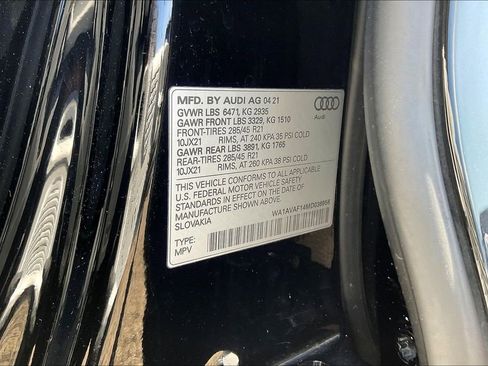 MFD. BY AUDI AG 04 21
GVWR LBS 6471, KG 2935
GAWR FRONT LBS 3329, KG 1510
FRONT-TIRES 285/45 R21
10JX21 RIMS, AT 240 KPA 35 PSI COLD
GAWR REAR LBS 3891, KG 1765
REAR-TIRES 285/45 R21
10JX21 RIMS, AT 260 KPA 38 PSI COLD
THIS VEHICLE CONFORMS TO ALL APPLICABLE
U.S. FEDERAL MOTOR VEHICLE SAFETY
STANDARDS IN EFFECT ON THE DATE OF
MANUFACTURE SHOWN ABOVE.
SLOVAKIA
TYPE:
MPV
Audi